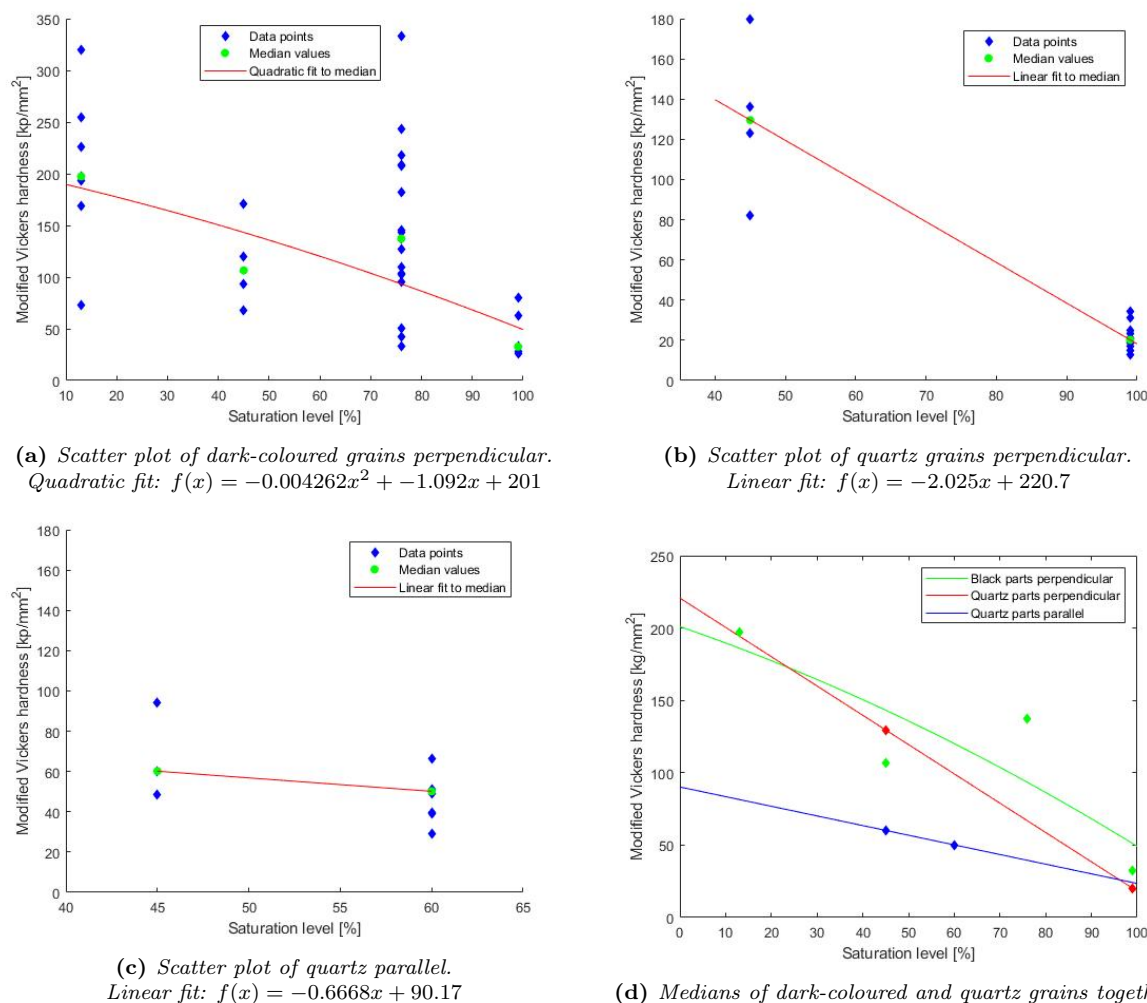 350
300
250
200
150
100
50
0
Modified Vickers hardness [kp/mm²]
Data points
Median values
Quadratic fit to median
10 20 30 40 50 60 70 80 90 100
Saturation level [%]
(a) Scatter plot of dark-coloured grains perpendicular.
Quadratic fit: f(x) = −0.004262x² + −1.092x + 201
180
160
140
120
100
80
60
40
20
0
Modified Vickers hardness [kp/mm²]
Data points
Median values
Linear fit to median
40 50 60 70 80 90 100
Saturation level [%]
(b) Scatter plot of quartz grains perpendicular.
Linear fit: f(x) = −2.025x + 220.7
180
160
140
120
100
80
60
40
20
0
Modified Vickers hardness [kp/mm²]
Data points
Median values
Linear fit to median
40 45 50 55 60 65
Saturation level [%]
(c) Scatter plot of quartz parallel.
Linear fit: f(x) = −0.6668x + 90.17
250
200
150
100
50
0
Modified Vickers hardness [kg/mm²]
Black parts perpendicular
Quartz parts perpendicular
Quartz parts parallel
0 10 20 30 40 50 60 70 80 90 100
Saturation level [%]
(d) Medians of dark-coloured and quartz grains togeth